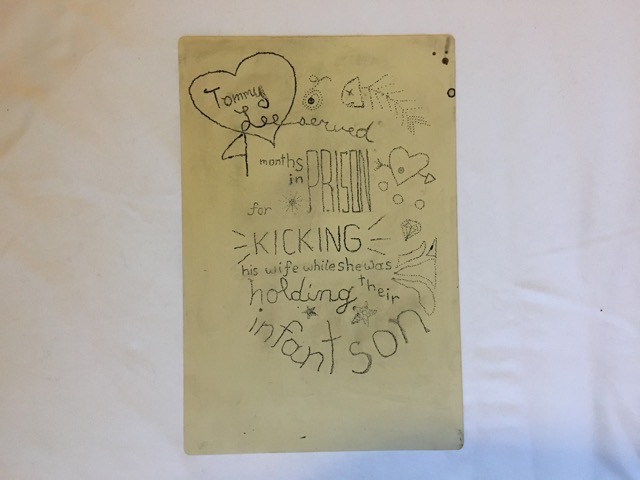 Tommy
Lee served
4 months
in PRISON
for
KICKING
his wife while she was
holding their
infant son